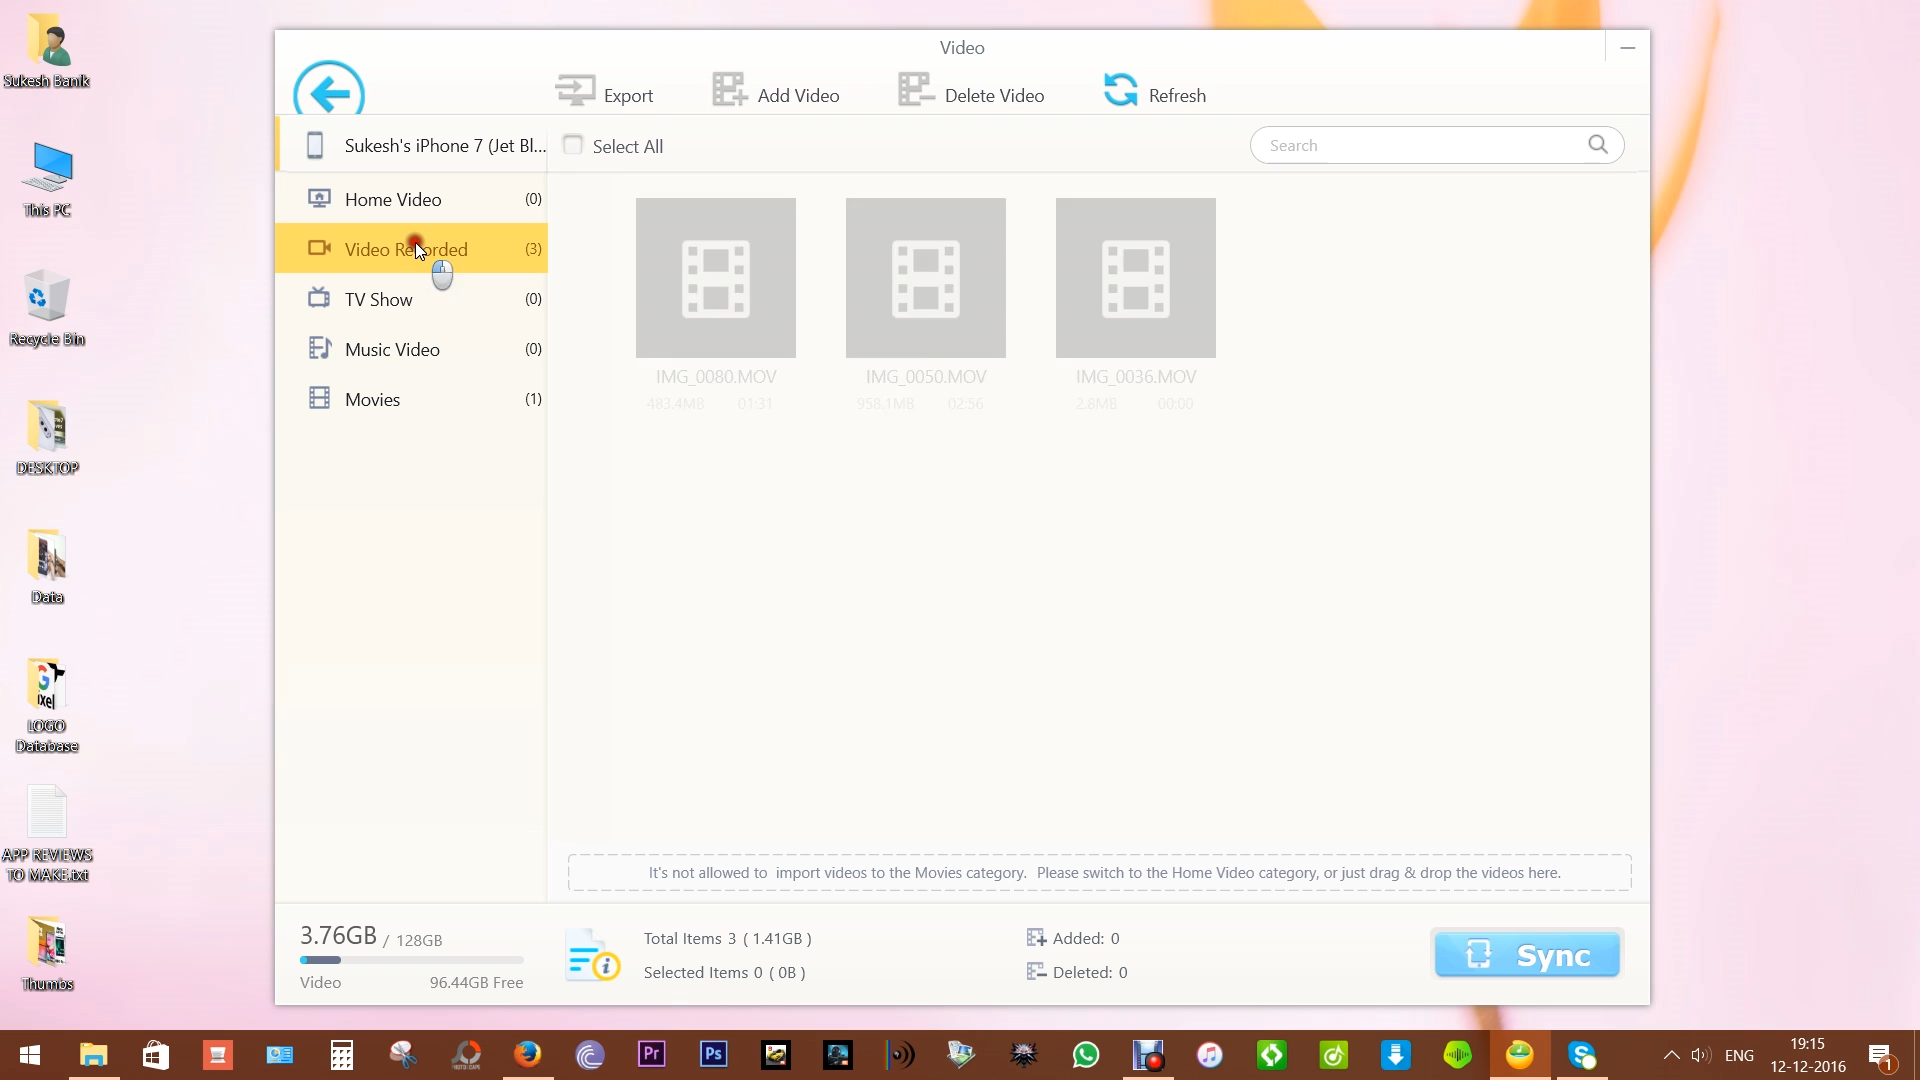 Video
Export
Add Video
Delete Video
Refresh
Sukesh's iPhone 7 (Jet Bl...
Select All
Search
Home Video (0)
Video Recorded (3)
TV Show (0)
Music Video (0)
Movies (1)
IMG_0080.MOV
483.4MB 01:31
IMG_0050.MOV
958.1MB 02:56
IMG_0036.MOV
2.8MB 00:00
It's not allowed to import videos to the Movies category. Please switch to the Home Video category, or just drag & drop the videos here.
3.76GB / 128GB
Video 96.44GB Free
Total Items 3 ( 1.41GB )
Selected Items 0 ( 0B )
Added: 0
Deleted: 0
Sync
Sukesh Banik
This PC
Recycle Bin
DESKTOP
Data
G
ixel
LOGO
Database
APP REVIEWS
TO MAKE.txt
Thumbs
Pr
Ps
ENG
19:15
12-12-2016
1